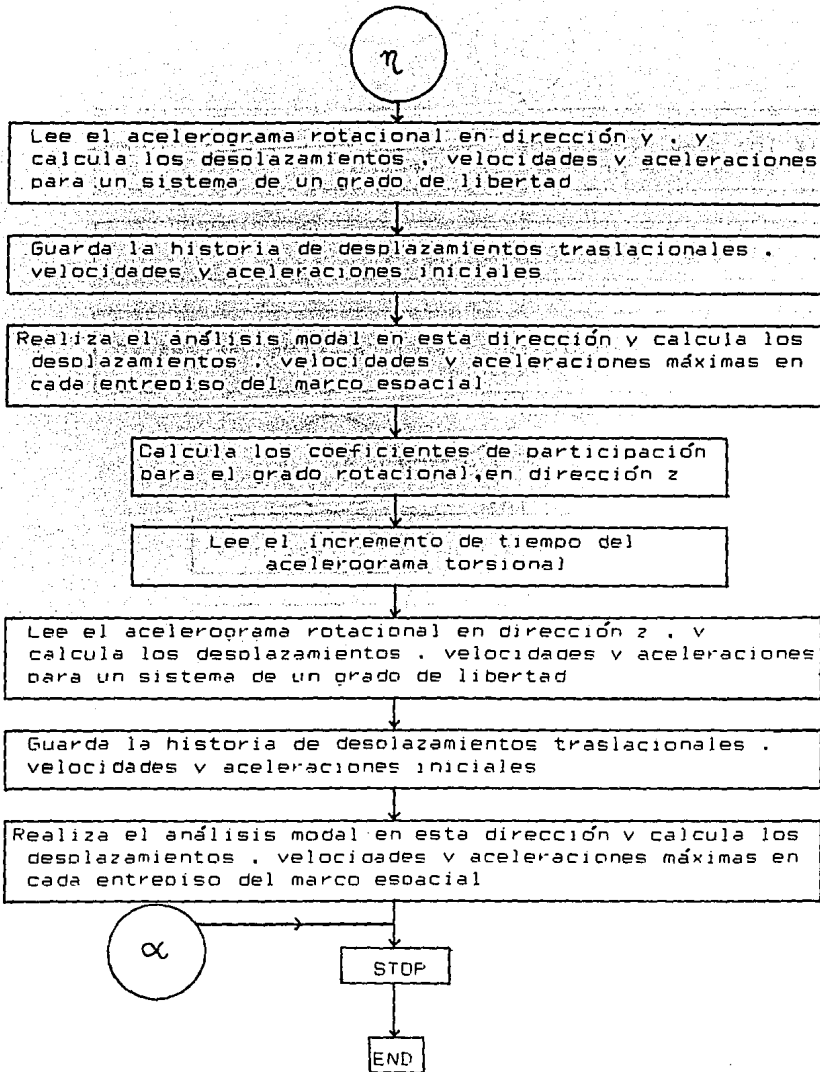 η
Lee el acelerograma rotacional en dirección y , y
calcula los desplazamientos , velocidades y aceleraciones
para un sistema de un grado de libertad
Guarda la historia de desplazamientos traslacionales ,
velocidades y aceleraciones iniciales
Realiza el análisis modal en esta dirección y calcula los
desplazamientos , velocidades y aceleraciones máximas en
cada entrepiso del marco espacial
Calcula los coeficientes de participación
para el grado rotacional,en dirección z
Lee el incremento de tiempo del
acelerograma torsional
Lee el acelerograma rotacional en dirección z , y
calcula los desplazamientos , velocidades y aceleraciones
para un sistema de un grado de libertad
Guarda la historia de desplazamientos traslacionales ,
velocidades y aceleraciones iniciales
Realiza el análisis modal en esta dirección y calcula los
desplazamientos , velocidades y aceleraciones máximas en
cada entrepiso del marco espacial
α
STOP
END